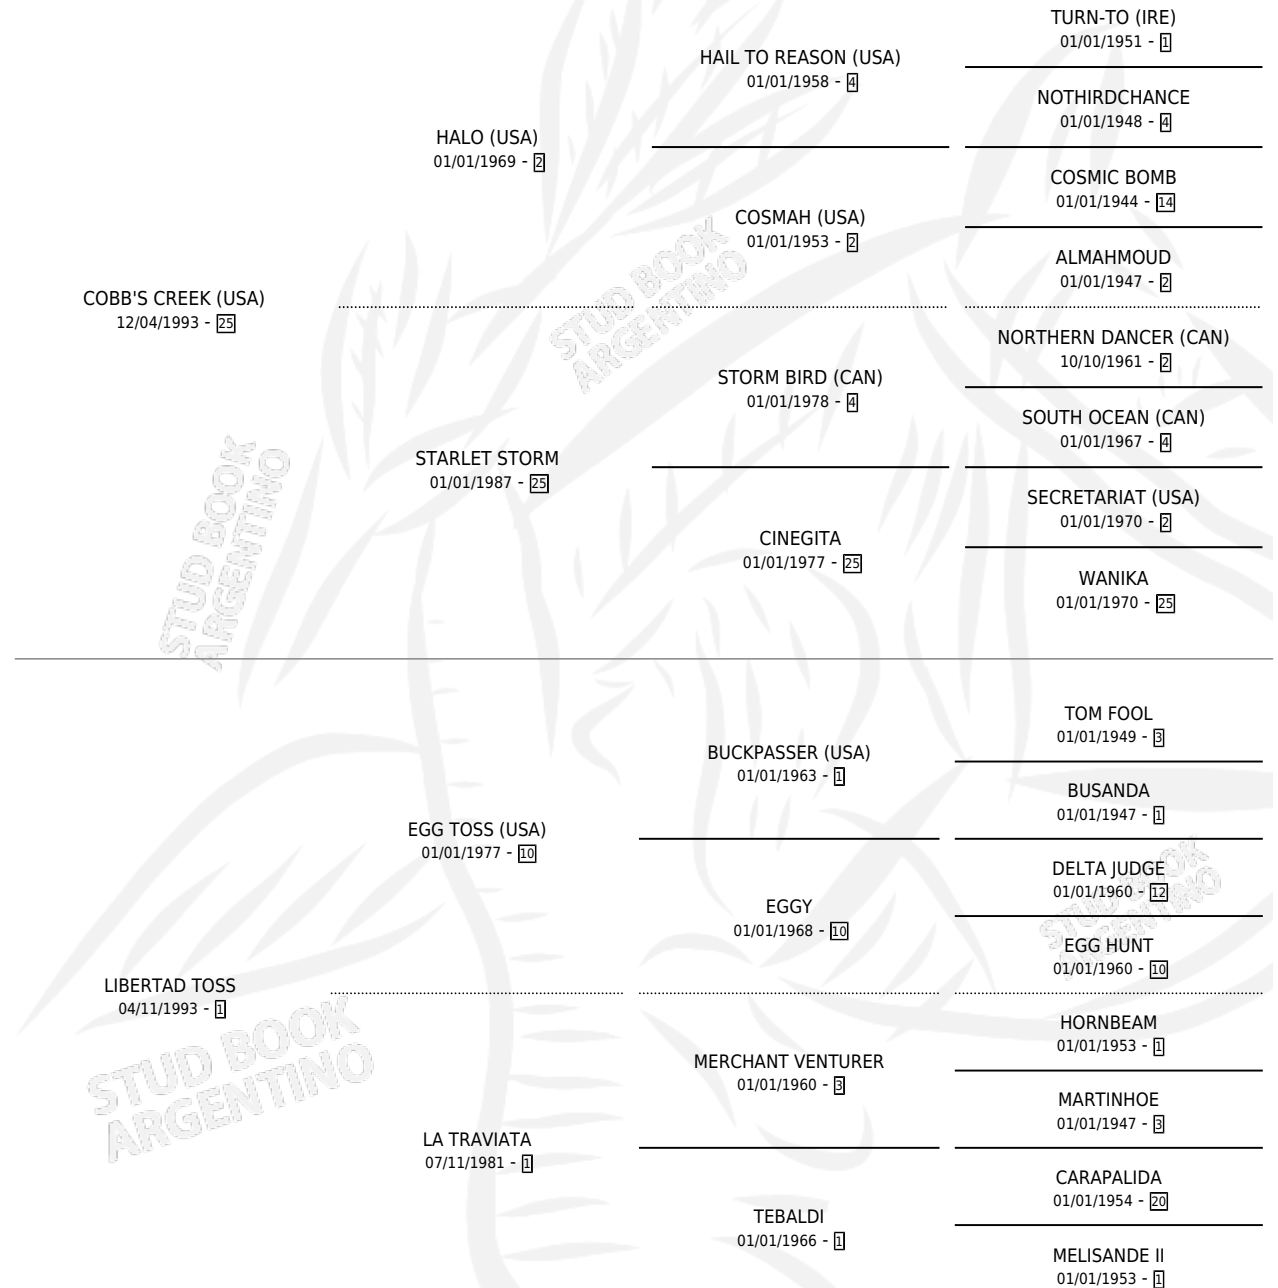 TURN-TO (IRE)
01/01/1951 - 1
HAIL TO REASON (USA)
01/01/1958 - 4
NOTHIRDCHANCE
01/01/1948 - 4
HALO (USA)
01/01/1969 - 2
COSMIC BOMB
01/01/1944 - 14
COSMAH (USA)
01/01/1953 - 2
ALMAHMOUD
01/01/1947 - 2
COBB'S CREEK (USA)
12/04/1993 - 25
STUD BOOK
ARGENTINO
NORTHERN DANCER (CAN)
10/10/1961 - 2
STORM BIRD (CAN)
01/01/1978 - 4
SOUTH OCEAN (CAN)
01/01/1967 - 4
STARLET STORM
01/01/1987 - 25
SECRETARIAT (USA)
01/01/1970 - 2
CINEGITA
01/01/1977 - 25
WANIKA
01/01/1970 - 25
STUD BOOK
ARGENTINO
TOM FOOL
01/01/1949 - 3
BUCKPASSER (USA)
01/01/1963 - 1
BUSANDA
01/01/1947 - 1
EGG TOSS (USA)
01/01/1977 - 10
DELTA JUDGE
01/01/1960 - 12
EGGY
01/01/1968 - 10
STUD BOOK
ARGENTINO
EGG HUNT
01/01/1960 - 10
LIBERTAD TOSS
04/11/1993 - 1
HORNBEAM
01/01/1953 - 1
MERCHANT VENTURER
01/01/1960 - 3
STUD BOOK
ARGENTINO
MARTINHOE
01/01/1947 - 3
LA TRAVIATA
07/11/1981 - 1
CARAPALIDA
01/01/1954 - 20
TEBALDI
01/01/1966 - 1
MELISANDE II
01/01/1953 - 1